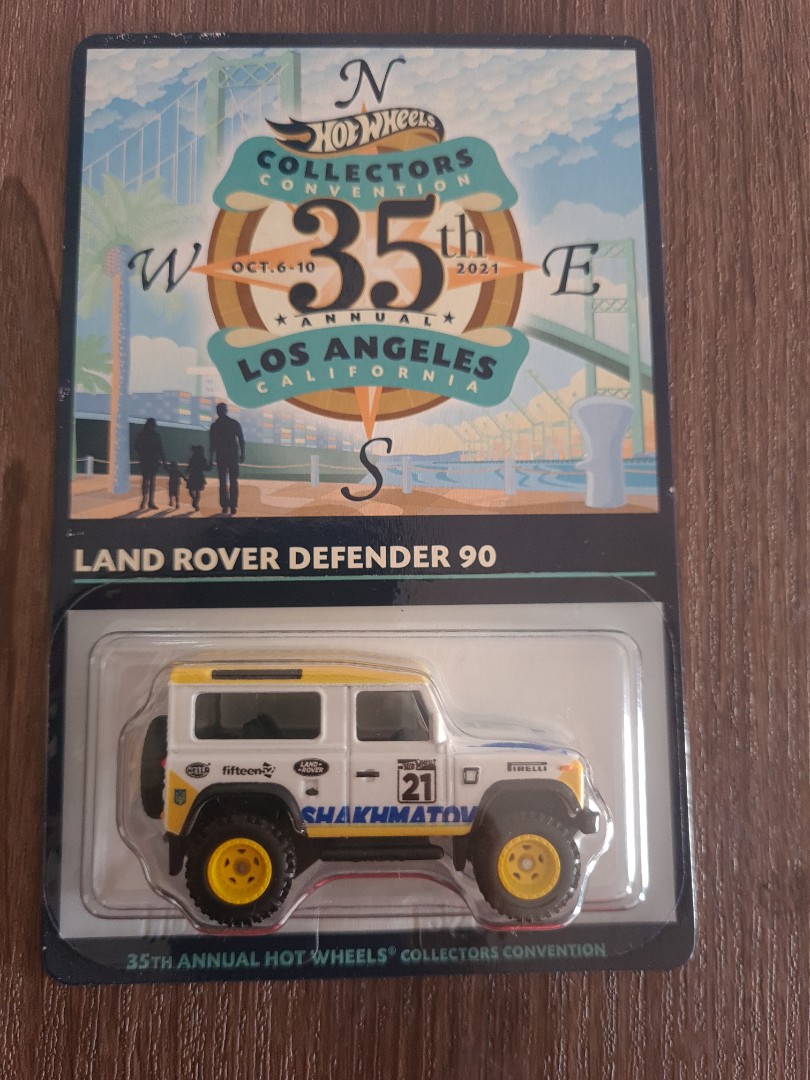 N
HOT WHEELS
COLLECTORS
CONVENTION
35th
W
OCT.6-10
2021
E
★ANNUAL★
LOS ANGELES
CALIFORNIA
S
LAND ROVER DEFENDER 90
HELLA
fifteen52
LAND ROVER
21
PIRELLI
SHAKHMATOV
35TH ANNUAL HOT WHEELS® COLLECTORS CONVENTION